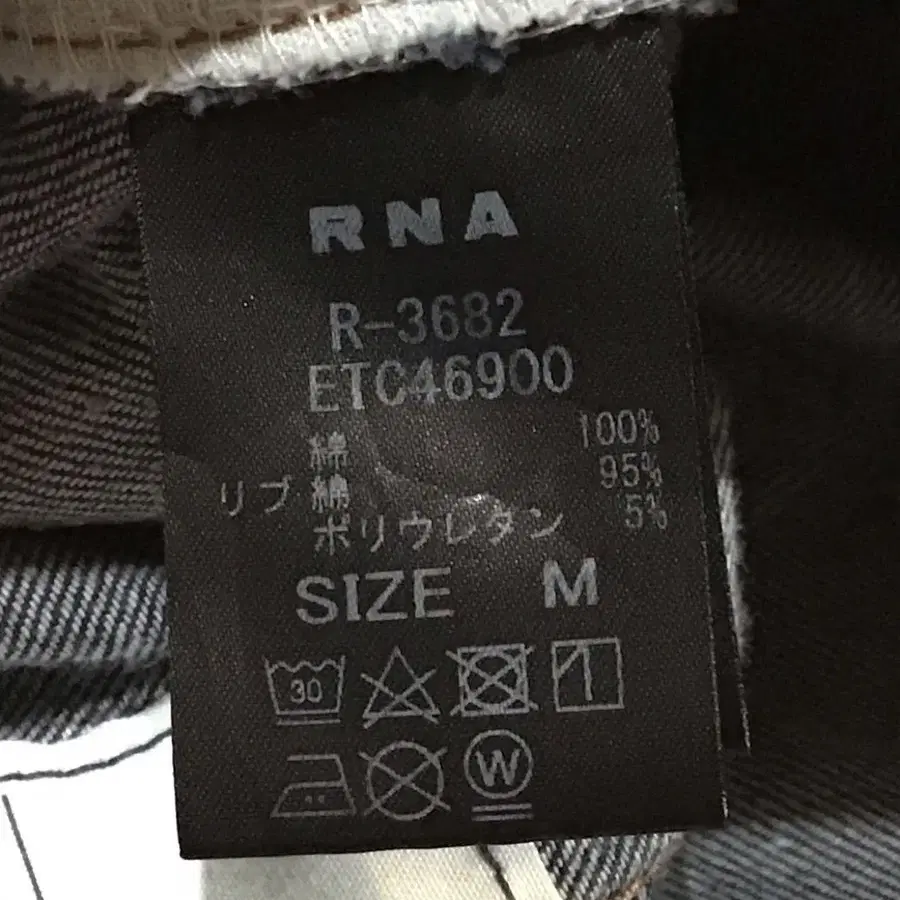 RNA
R-3682
ETC46900
綿 100%
リブ 綿 95%
ポリウレタン 5%
SIZE M
30
W